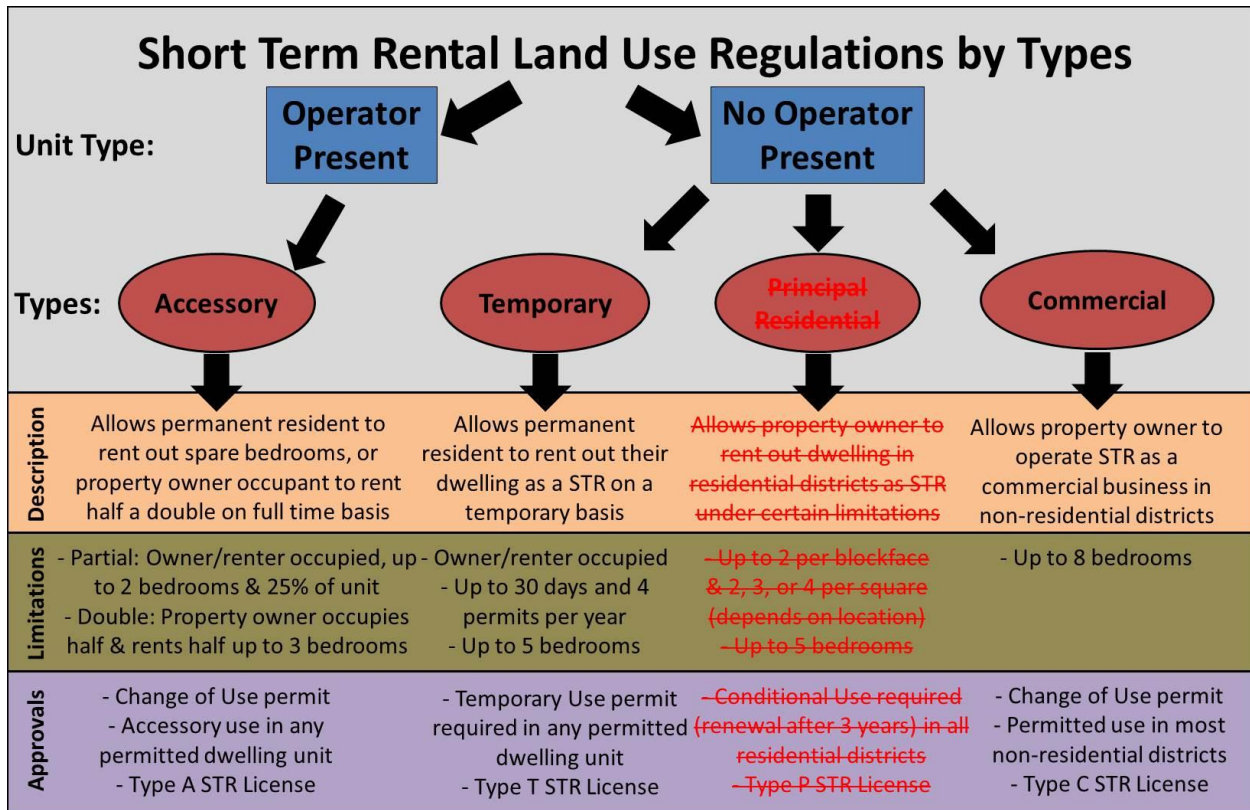 Short Term Rental Land Use Regulations by Types
Unit Type:
Operator
Present
No Operator
Present
Types:
Accessory
Temporary
Principal
Residential
Commercial
Description
Allows permanent resident to
rent out spare bedrooms, or
property owner occupant to rent
half a double on full time basis
Allows permanent
resident to rent out their
dwelling as a STR on a
temporary basis
Allows property owner to
rent out dwelling in
residential districts as STR
under certain limitations
Allows property owner to
operate STR as a
commercial business in
non-residential districts
Limitations
- Partial: Owner/renter occupied, up
to 2 bedrooms & 25% of unit
- Double: Property owner occupies
half & rents half up to 3 bedrooms
- Owner/renter occupied
- Up to 30 days and 4
permits per year
- Up to 5 bedrooms
- Up to 2 per blockface
& 2, 3, or 4 per square
(depends on location)
- Up to 5 bedrooms
- Up to 8 bedrooms
Approvals
- Change of Use permit
- Accessory use in any
permitted dwelling unit
- Type A STR License
- Temporary Use permit
required in any permitted
dwelling unit
- Type T STR License
- Conditional Use required
(renewal after 3 years) in all
residential districts
- Type P STR License
- Change of Use permit
- Permitted use in most
non-residential districts
- Type C STR License